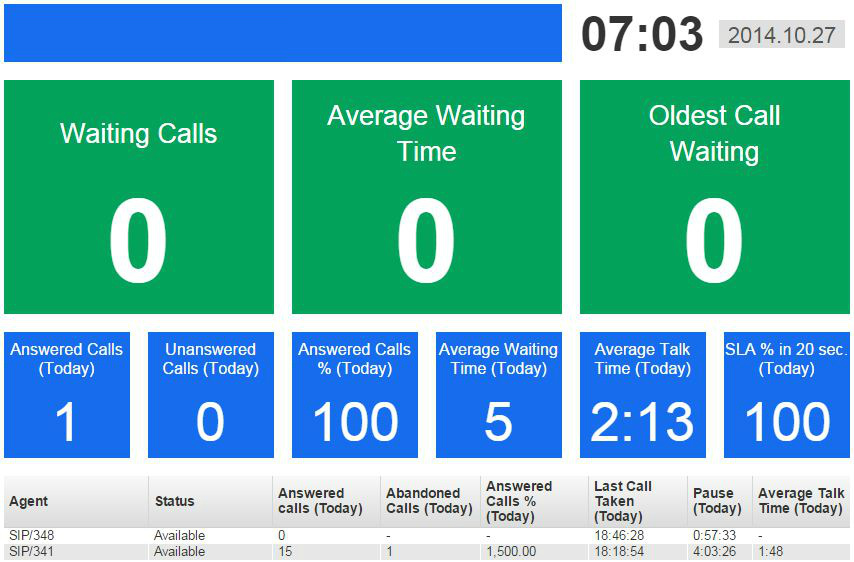 07:03 2014.10.27
Waiting Calls
0
Average Waiting
Time
0
Oldest Call
Waiting
0
Answered Calls
(Today)
1
Unanswered
Calls (Today)
0
Answered Calls
% (Today)
100
Average Waiting
Time (Today)
5
Average Talk
Time (Today)
2:13
SLA % in 20 sec.
(Today)
100
Agent Status Answered calls (Today) Abandoned Calls (Today) Answered Calls % (Today) Last Call Taken (Today) Pause (Today) Average Talk Time (Today)
SIP/348 Available 0 - - 18:46:28 0:57:33 -
SIP/341 Available 15 1 1,500.00 18:18:54 4:03:26 1:48